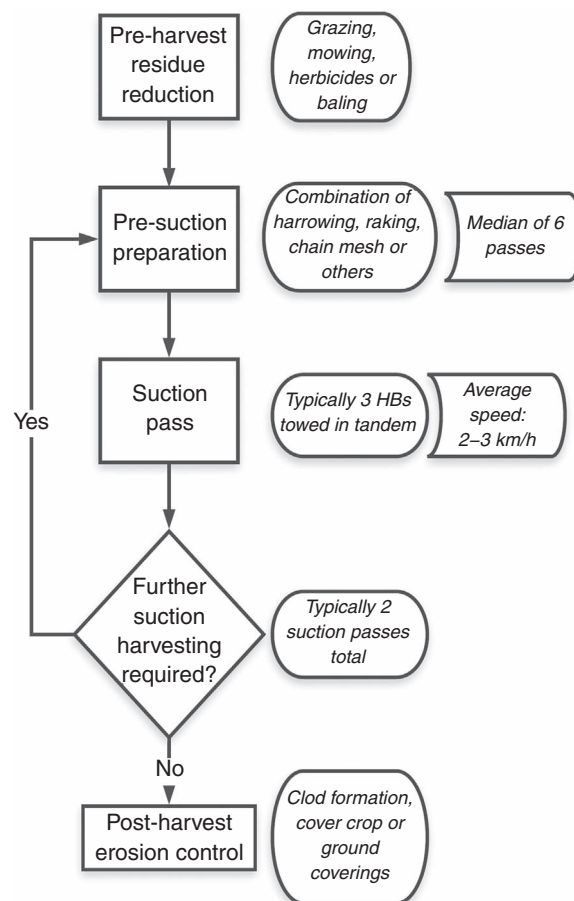 Pre-harvest
residue
reduction
Grazing,
mowing,
herbicides or
baling
Pre-suction
preparation
Combination of
harrowing, raking,
chain mesh or
others
Median of 6
passes
Suction
pass
Typically 3 HBs
towed in tandem
Average
speed:
2–3 km/h
Yes
Further
suction
harvesting
required?
Typically 2
suction passes
total
No
Post-harvest
erosion control
Clod formation,
cover crop or
ground
coverings